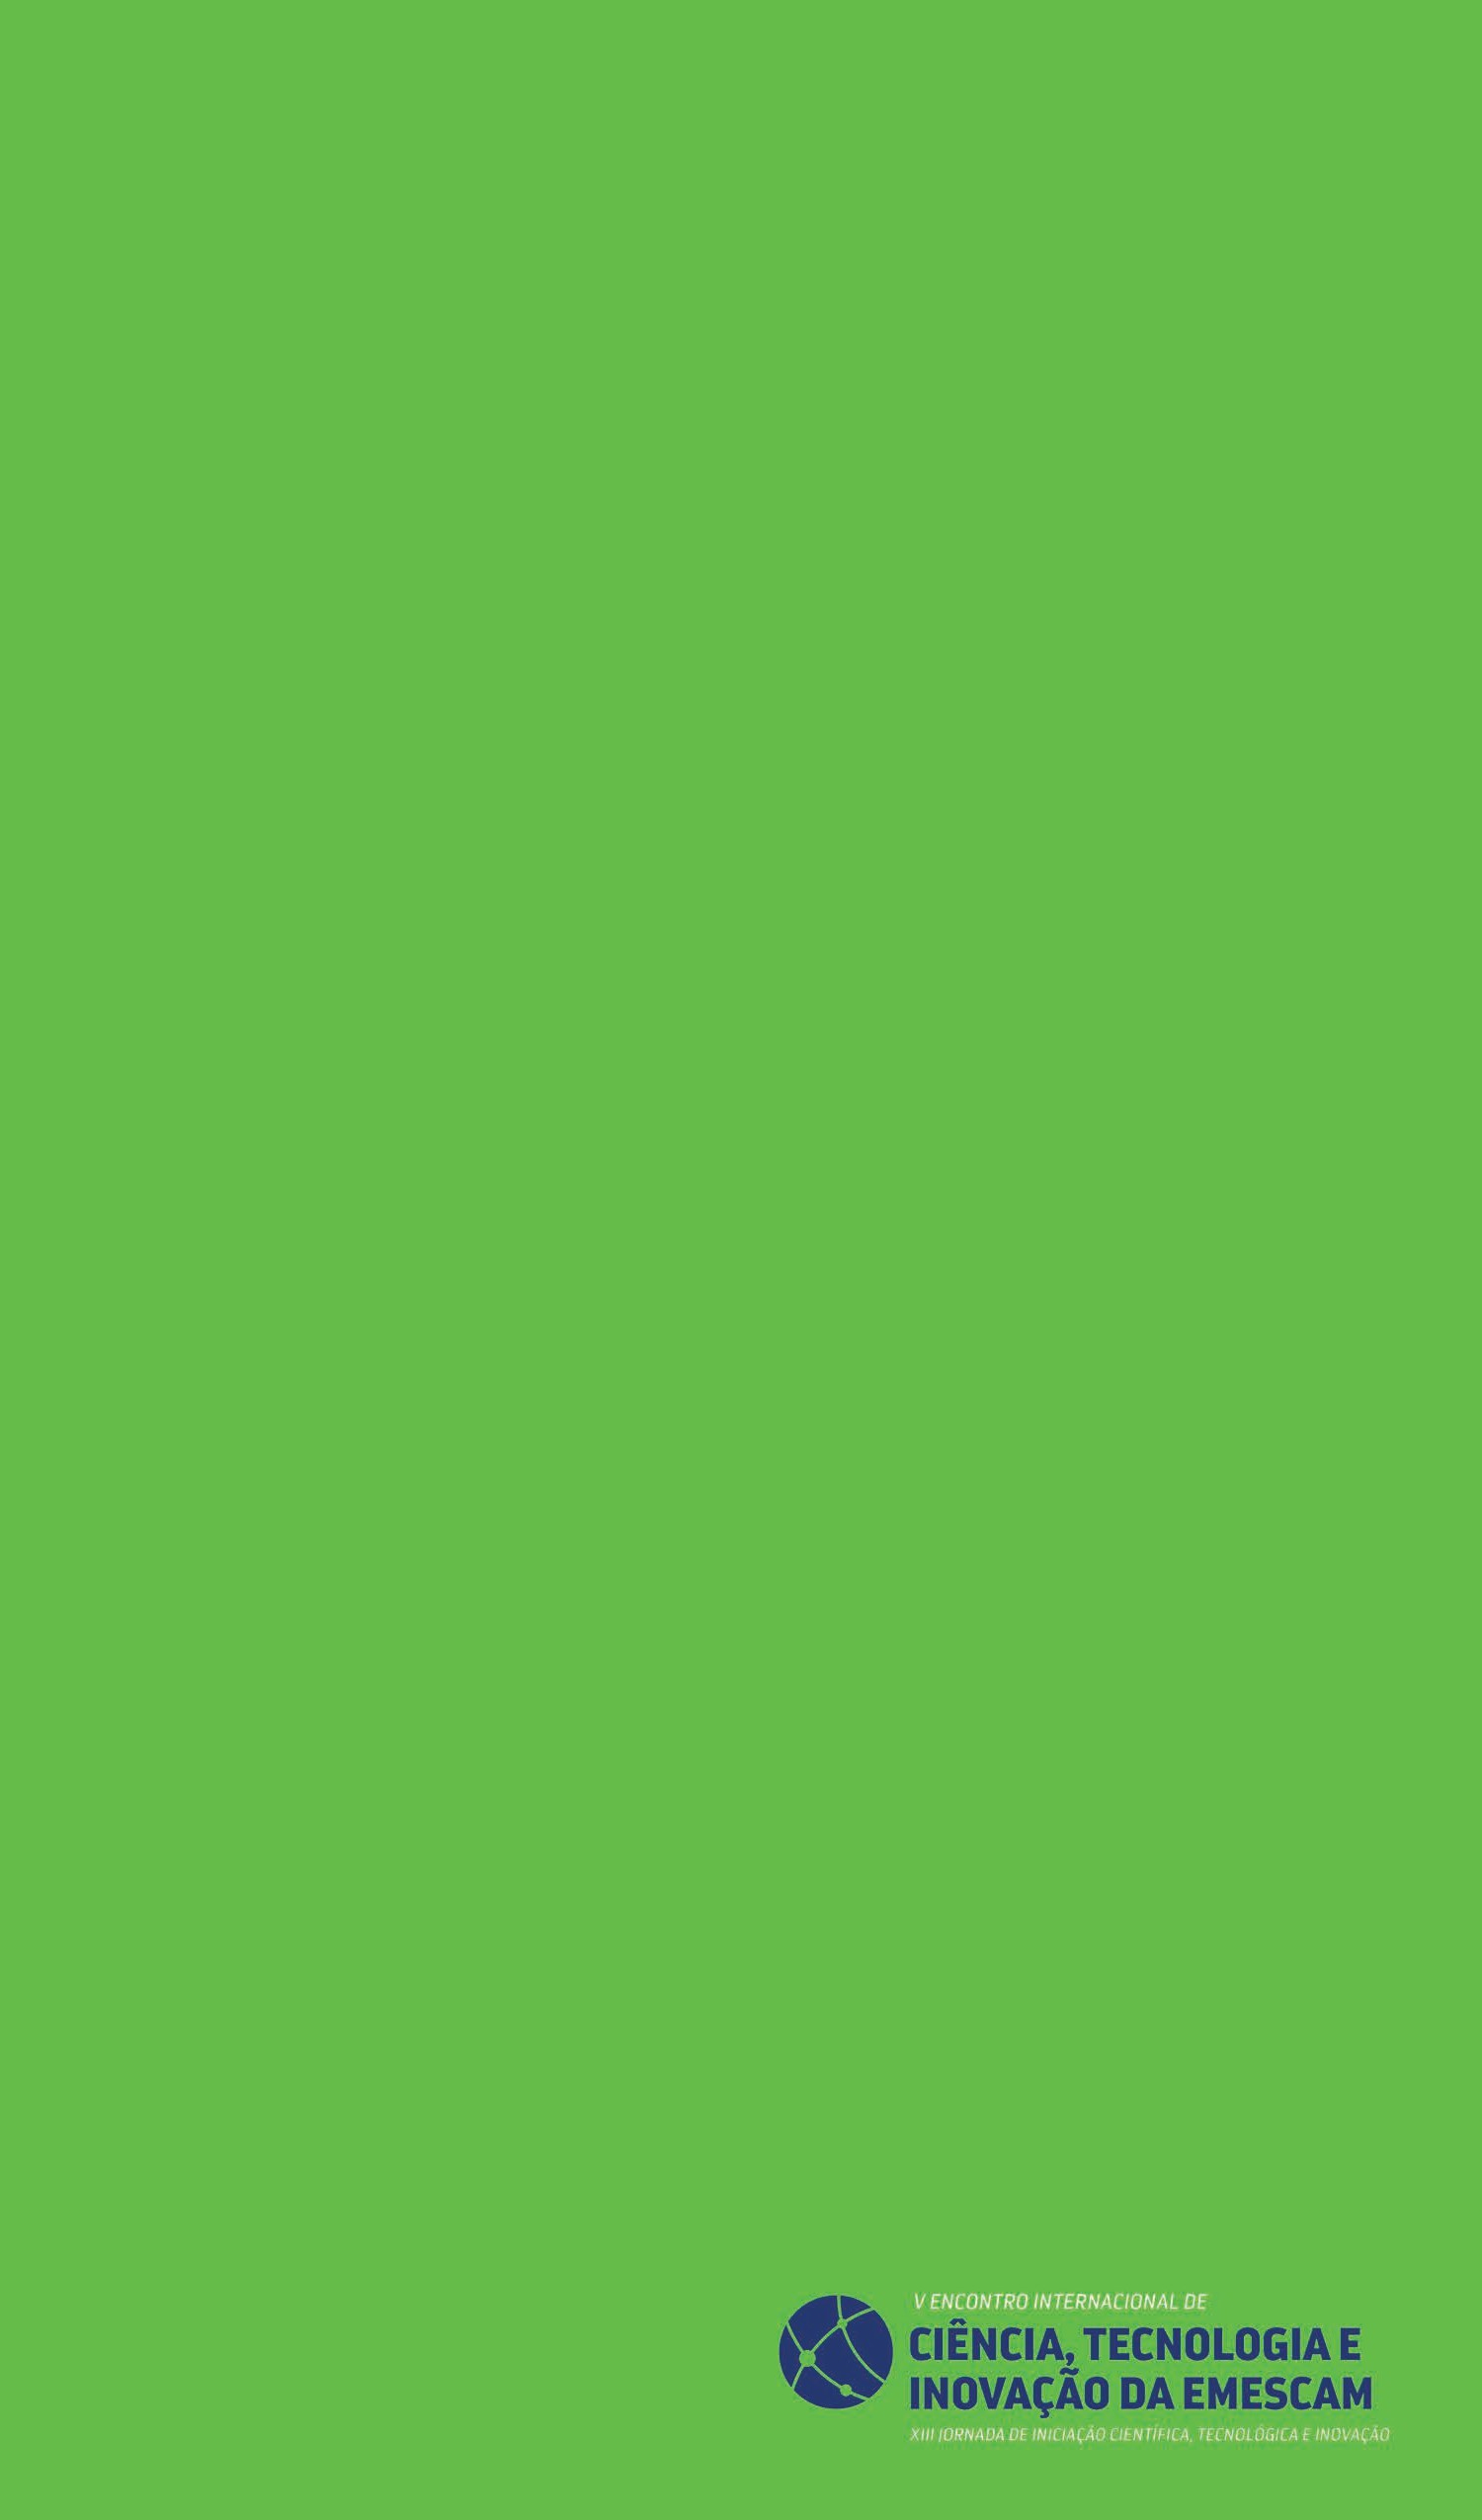 V ENCONTRO INTERNACIONAL DE
CIÊNCIA, TECNOLOGIA E
INOVAÇÃO DA EMESCAM
XIII JORNADA DE INICIAÇÃO CIENTÍFICA, TECNOLÓGICA E INOVAÇÃO